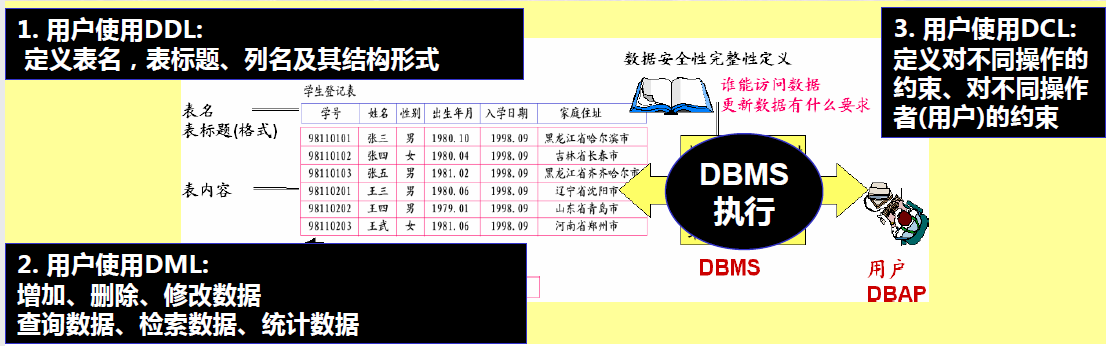 1. 用户使用DDL:
定义表名，表标题、列名及其结构形式
3. 用户使用DCL:
定义对不同操作的
约束、对不同操作
者(用户)的约束
数据安全性完整性定义
谁能访问数据
更新数据有什么要求
学生登记表
表名
表标题(格式)
表内容
学号 姓名 性别 出生年月 入学日期 家庭住址
98110101 张三 男 1980.10 1998.09 黑龙江省哈尔滨市
98110102 张四 女 1980.04 1998.09 吉林省长春市
98110103 张五 男 1981.02 1998.09 黑龙江省齐齐哈尔市
98110201 王三 男 1980.06 1998.09 辽宁省沈阳市
98110202 王四 男 1979.01 1998.09 山东省青岛市
98110203 王武 女 1981.06 1998.09 河南省郑州市
DBMS
执行
DBMS
用户
DBAP
2. 用户使用DML:
增加、删除、修改数据
查询数据、检索数据、统计数据